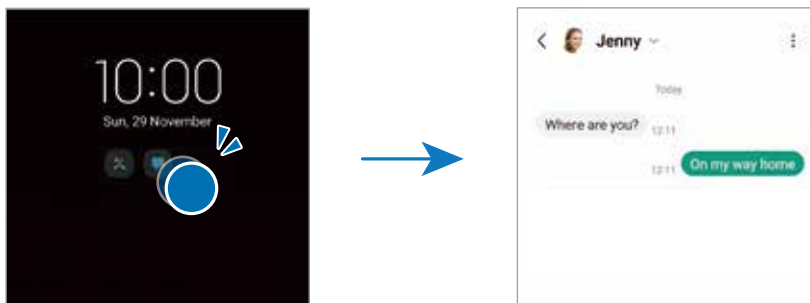 10:00
Sun, 29 November
Jenny
Today
Where are you?
12:11
12:11
On my way home